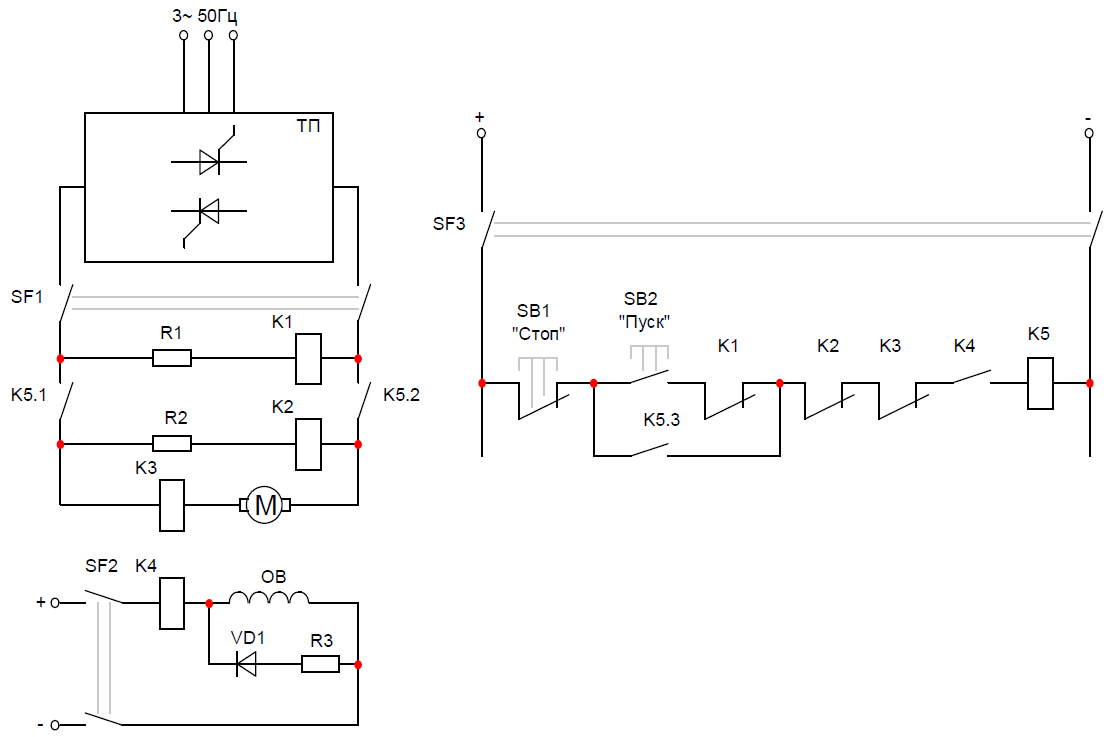 3~ 50Гц
ТП
SF1
R1
K1
K5.1
K5.2
R2
K2
K3
М
SF2
K4
ОВ
+
VD1
R3
-
+
-
SF3
SB1
"Стоп"
SB2
"Пуск"
K1
K2
K3
K4
K5
K5.3